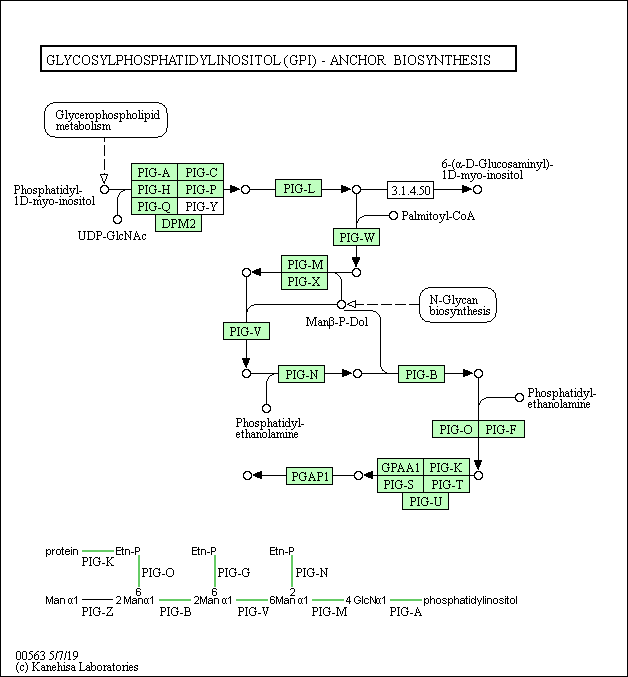 GLYCOSYLPHOSPHATIDYLINOSITOL (GPI) - ANCHOR BIOSYNTHESIS
Glycerophospholipid
metabolism
PIG-A PIG-C
PIG-H PIG-P
PIG-Q PIG-Y
DPM2
Phosphatidyl-
1D-myo-inositol
UDP-GlcNAc
PIG-L
3.1.4.50
6-(α-D-Glucosaminyl)-
1D-myo-inositol
Palmitoyl-CoA
PIG-W
PIG-M
PIG-X
N-Glycan
biosynthesis
Manβ-P-Dol
PIG-V
PIG-N
PIG-B
Phosphatidyl-
ethanolamine
Phosphatidyl-
ethanolamine
PIG-O PIG-F
PGAP1
GPAA1 PIG-K
PIG-S PIG-T
PIG-U
protein Etn-P Etn-P Etn-P
PIG-K
PIG-O PIG-G PIG-N
6 6 2
Man α1 2 Manα1 2Man α1 6Man α1 4 GlcNα1 phosphatidylinositol
PIG-Z PIG-B PIG-V PIG-M PIG-A
00563 5/7/19
(c) Kanehisa Laboratories